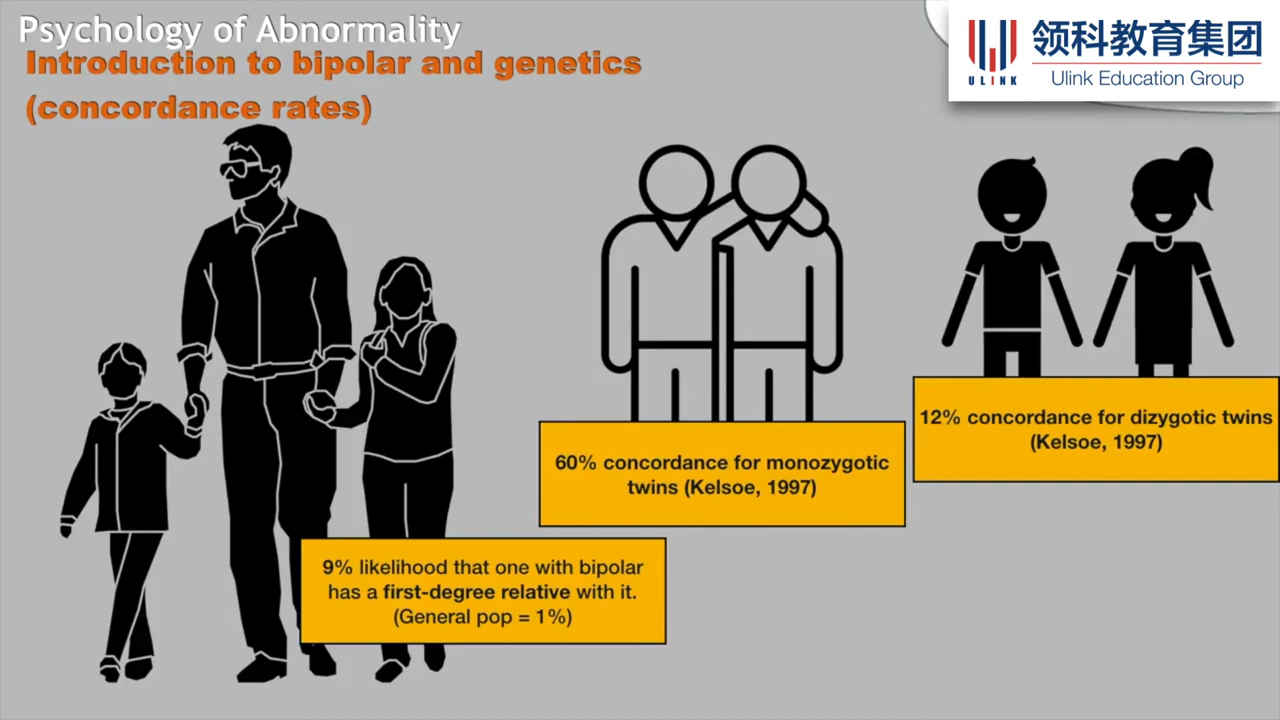 Psychology of Abnormality
Introduction to bipolar and genetics
(concordance rates)
ULINK
领科教育集团
Ulink Education Group
12% concordance for dizygotic twins
(Kelsoe, 1997)
60% concordance for monozygotic
twins (Kelsoe, 1997)
9% likelihood that one with bipolar
has a first-degree relative with it.
(General pop = 1%)